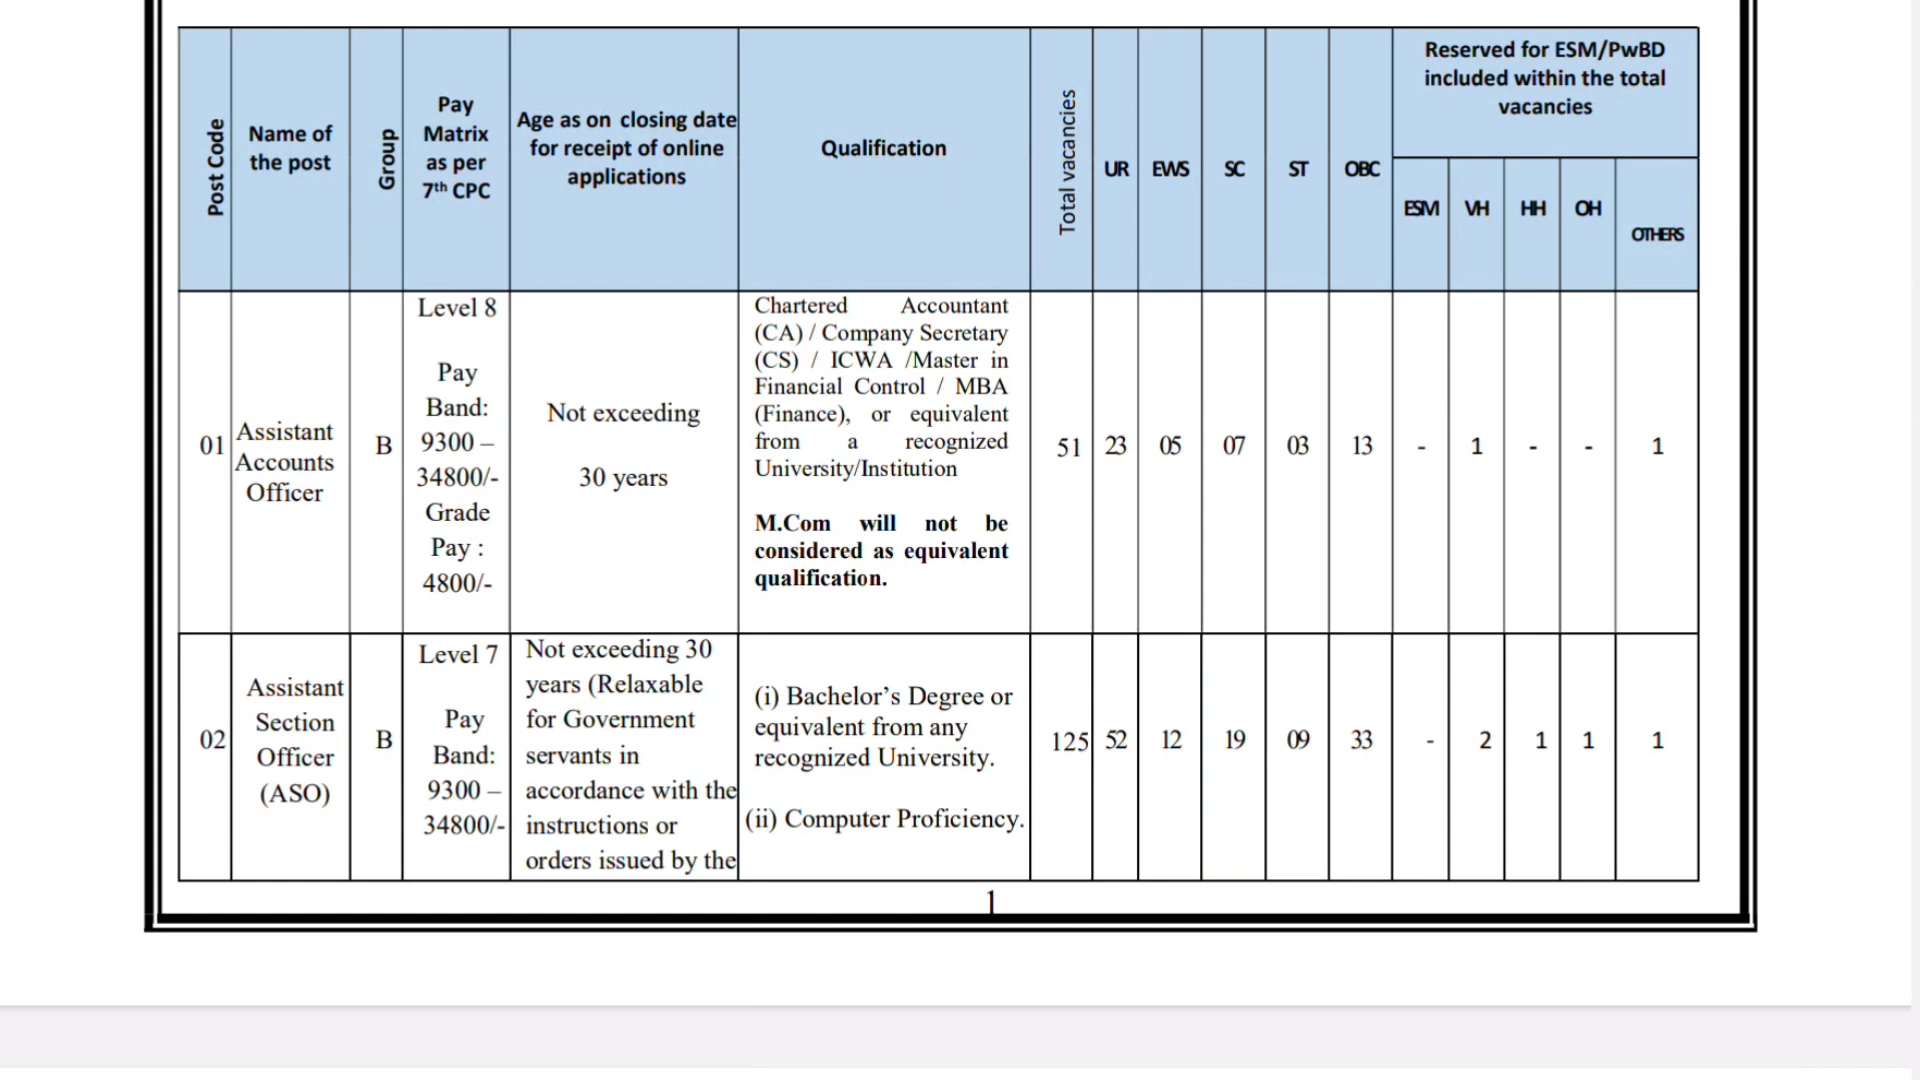 Post Code
Name of
the post
Group
Pay
Matrix
as per
7th CPC
Age as on closing date
for receipt of online
applications
Qualification
Total vacancies
UR
EWS
SC
ST
OBC
Reserved for ESM/PwBD
included within the total
vacancies
ESM
VH
HH
OH
OTHERS
01
Assistant
Accounts
Officer
B
Level 8
Pay
Band:
9300 –
34800/-
Grade
Pay :
4800/-
Not exceeding
30 years
Chartered Accountant
(CA) / Company Secretary
(CS) / ICWA /Master in
Financial Control / MBA
(Finance), or equivalent
from a recognized
University/Institution
M.Com will not be
considered as equivalent
qualification.
51
23
05
07
03
13
-
1
-
-
1
02
Assistant
Section
Officer
(ASO)
B
Level 7
Pay
Band:
9300 –
34800/-
Not exceeding 30
years (Relaxable
for Government
servants in
accordance with the
instructions or
orders issued by the
(i) Bachelor’s Degree or
equivalent from any
recognized University.
(ii) Computer Proficiency.
125
52
12
19
09
33
-
2
1
1
1
1